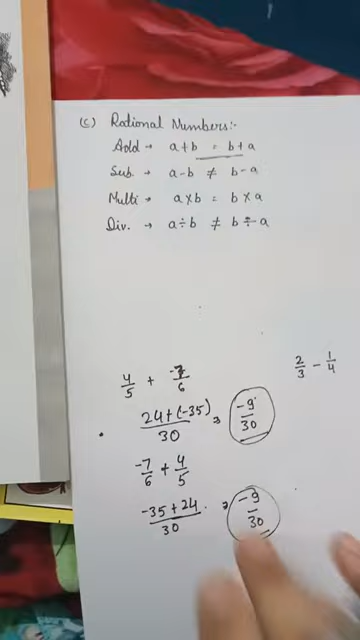 (c) Rational Numbers:-
Add → a+b = b+a
Sub. → a-b ≠ b-a
Multi → a×b = b×a
Div. → a÷b ≠ b÷a
4/5 + -7/6
24+(-35)/30 ⇒ -9/30
-7/6 + 4/5
-35+24/30 ⇒ -9/30
2/3 - 1/4